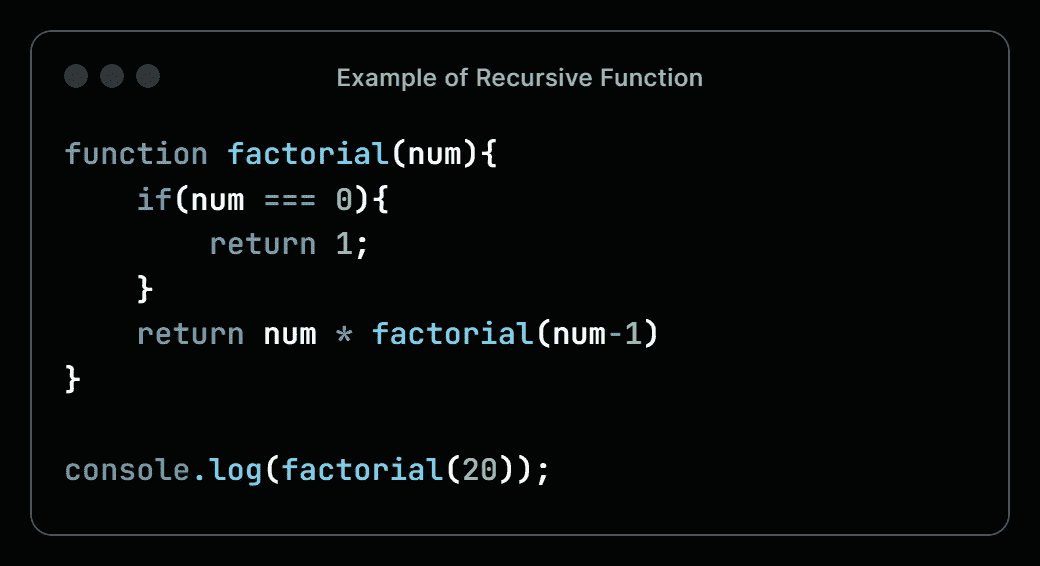 Example of Recursive Function
function factorial(num){
    if(num === 0){
        return 1;
    }
    return num * factorial(num-1)
}
console.log(factorial(20));